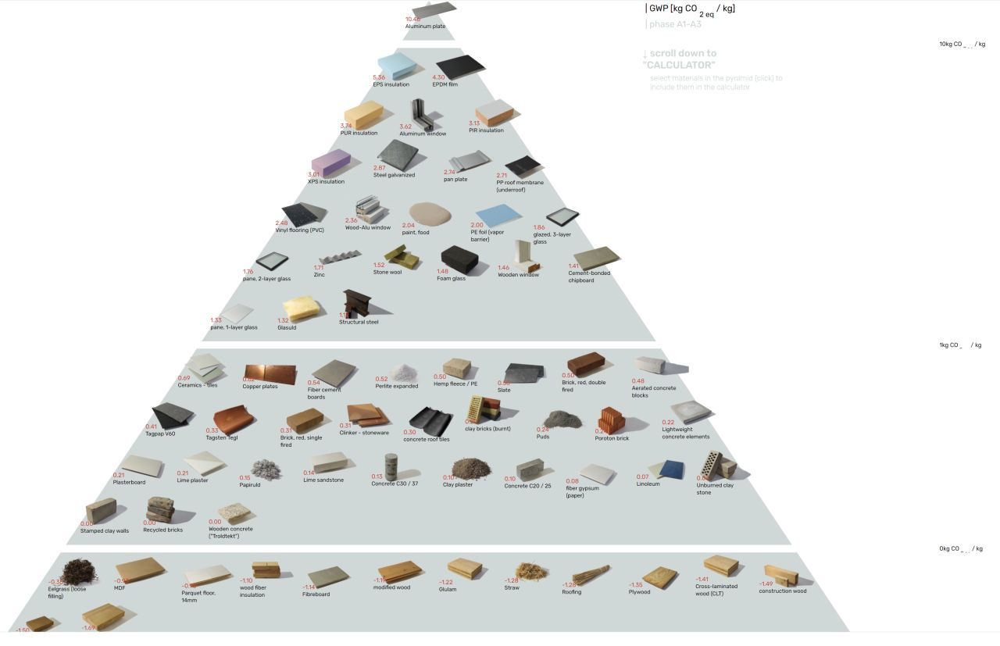 GWP [kg CO 2 eq / kg]
phase A1-A3
↓ scroll down to
"CALCULATOR"
select materials in the pyramid (click) to
include them in the calculator
10.46
Aluminum plate
10kg CO / kg
5.36
EPS insulation
4.30
EPDM film
3.74
PUR insulation
3.62
Aluminum window
3.13
PIR insulation
3.01
XPS insulation
2.87
Steel galvanized
2.74
pan plate
2.71
PP roof membrane
(underroof)
2.48
Vinyl flooring (PVC)
2.36
Wood-Alu window
2.04
paint, food
2.00
PE foil (vapor
barrier)
1.86
glazed, 3-layer
glass
1.76
pane, 2-layer glass
1.71
Zinc
1.52
Stone wool
1.48
Foam glass
1.46
Wooden window
1.41
Cement-bonded
chipboard
1.33
pane, 1-layer glass
1.32
Glasuld
Structural steel
1kg CO / kg
0.69
Ceramics - tiles
Copper plates
0.54
Fiber cement
boards
0.52
Perlite expanded
0.50
Hemp fleece / PE
Slate
0.50
Brick, red, double
fired
0.48
Aerated concrete
blocks
0.41
Tagpap V60
0.33
Tagsten Tegl
0.31
Brick. red. single
fired
0.31
Clinker - stoneware
0.30
concrete roof tiles
clay bricks (burnt)
0.24
Puds
Poroton brick
0.22
Lightweight
concrete elements
0.21
Plasterboard
0.21
Lime plaster
0.15
Papiruld
0.14
Lime sandstone
0.13
Concrete C30 / 37
0.10
Clay plaster
0.10
Concrete C20 / 25
0.08
fiber gypsum
(paper)
0.07
Linoleum
Unburned clay
stone
0.00
Stamped clay walls
0.00
Recycled bricks
0.00
Wooden concrete
("Troldtekt")
0kg CO / kg
Eelgrass (loose
filling)
MDF
Parquet floor,
14mm
-1.10
wood fiber
insulation
-1.14
Fibreboard
modified wood
-1.22
Glulam
-1.28
Straw
-1.28
Roofing
-1.35
Plywood
-1.41
Cross-laminated
wood (CLT)
-1.49
construction wood
-1.50
-1.69